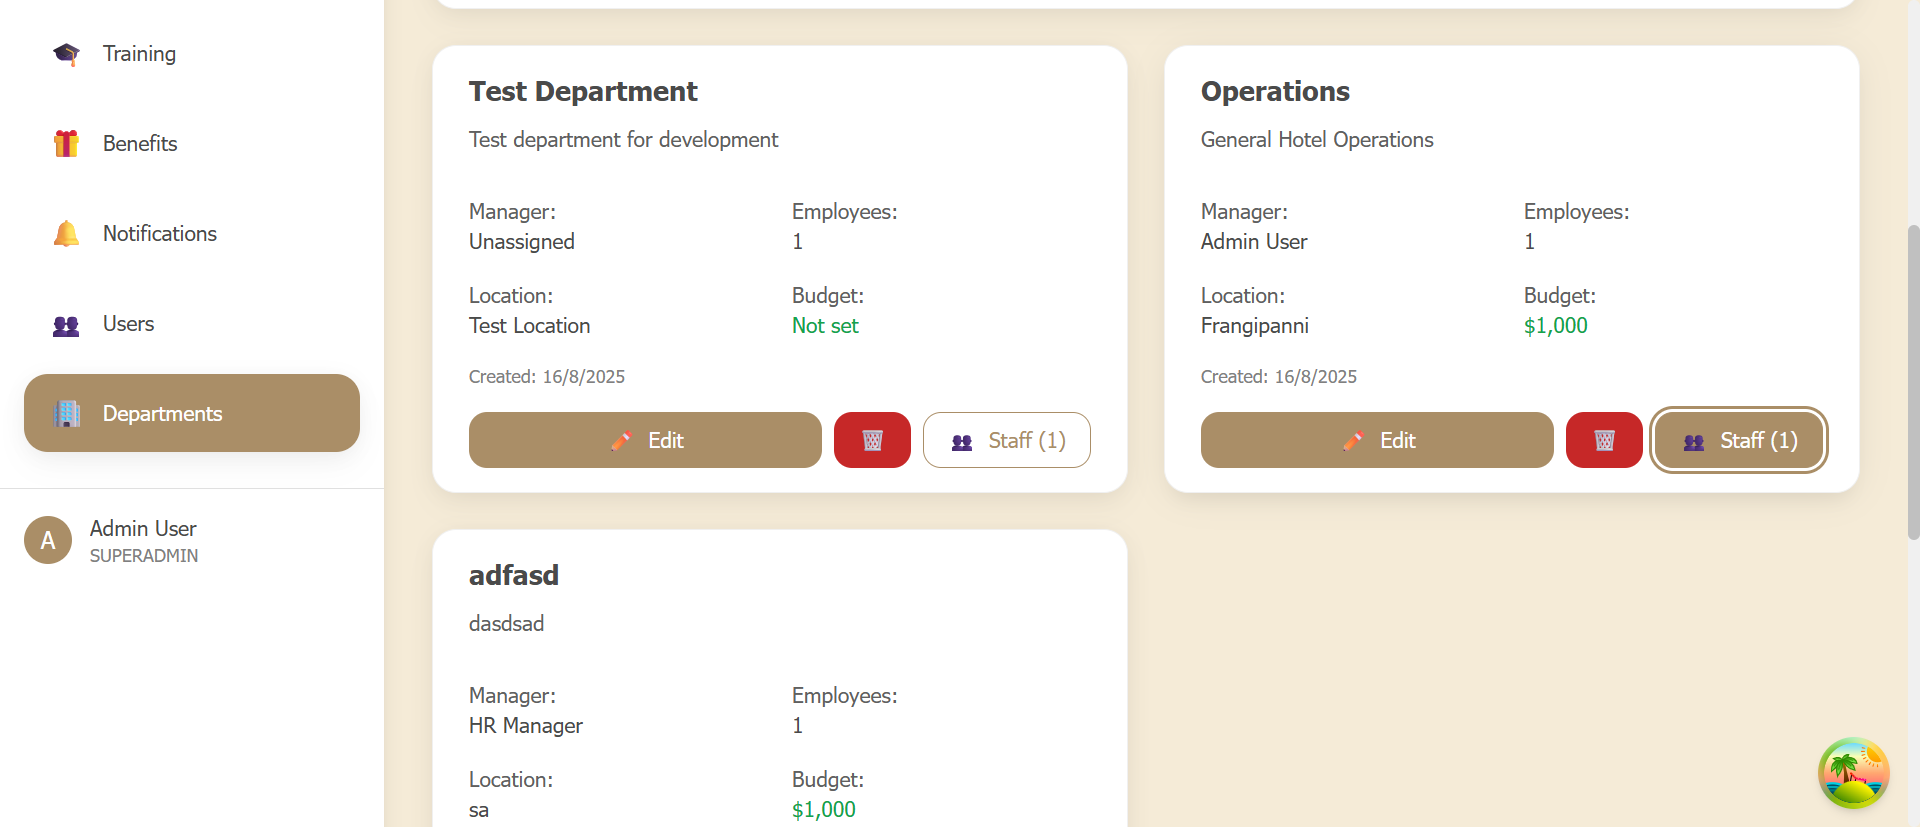 Training
Benefits
Notifications
Users
Departments
A
Admin User
SUPERADMIN
Test Department
Test department for development
Manager:
Unassigned
Employees:
1
Location:
Test Location
Budget:
Not set
Created: 16/8/2025
Edit
Staff (1)
Operations
General Hotel Operations
Manager:
Admin User
Employees:
1
Location:
Frangipanni
Budget:
$1,000
Created: 16/8/2025
Edit
Staff (1)
adfasd
dasdsad
Manager:
HR Manager
Employees:
1
Location:
sa
Budget:
$1,000